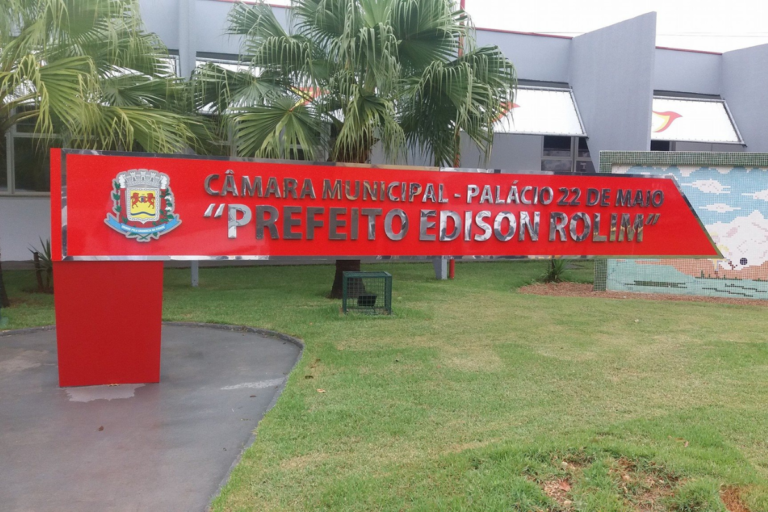 CÂMARA MUNICIPAL - PALÁCIO 22 DE MAIO
“PREFEITO EDISON ROLIM”